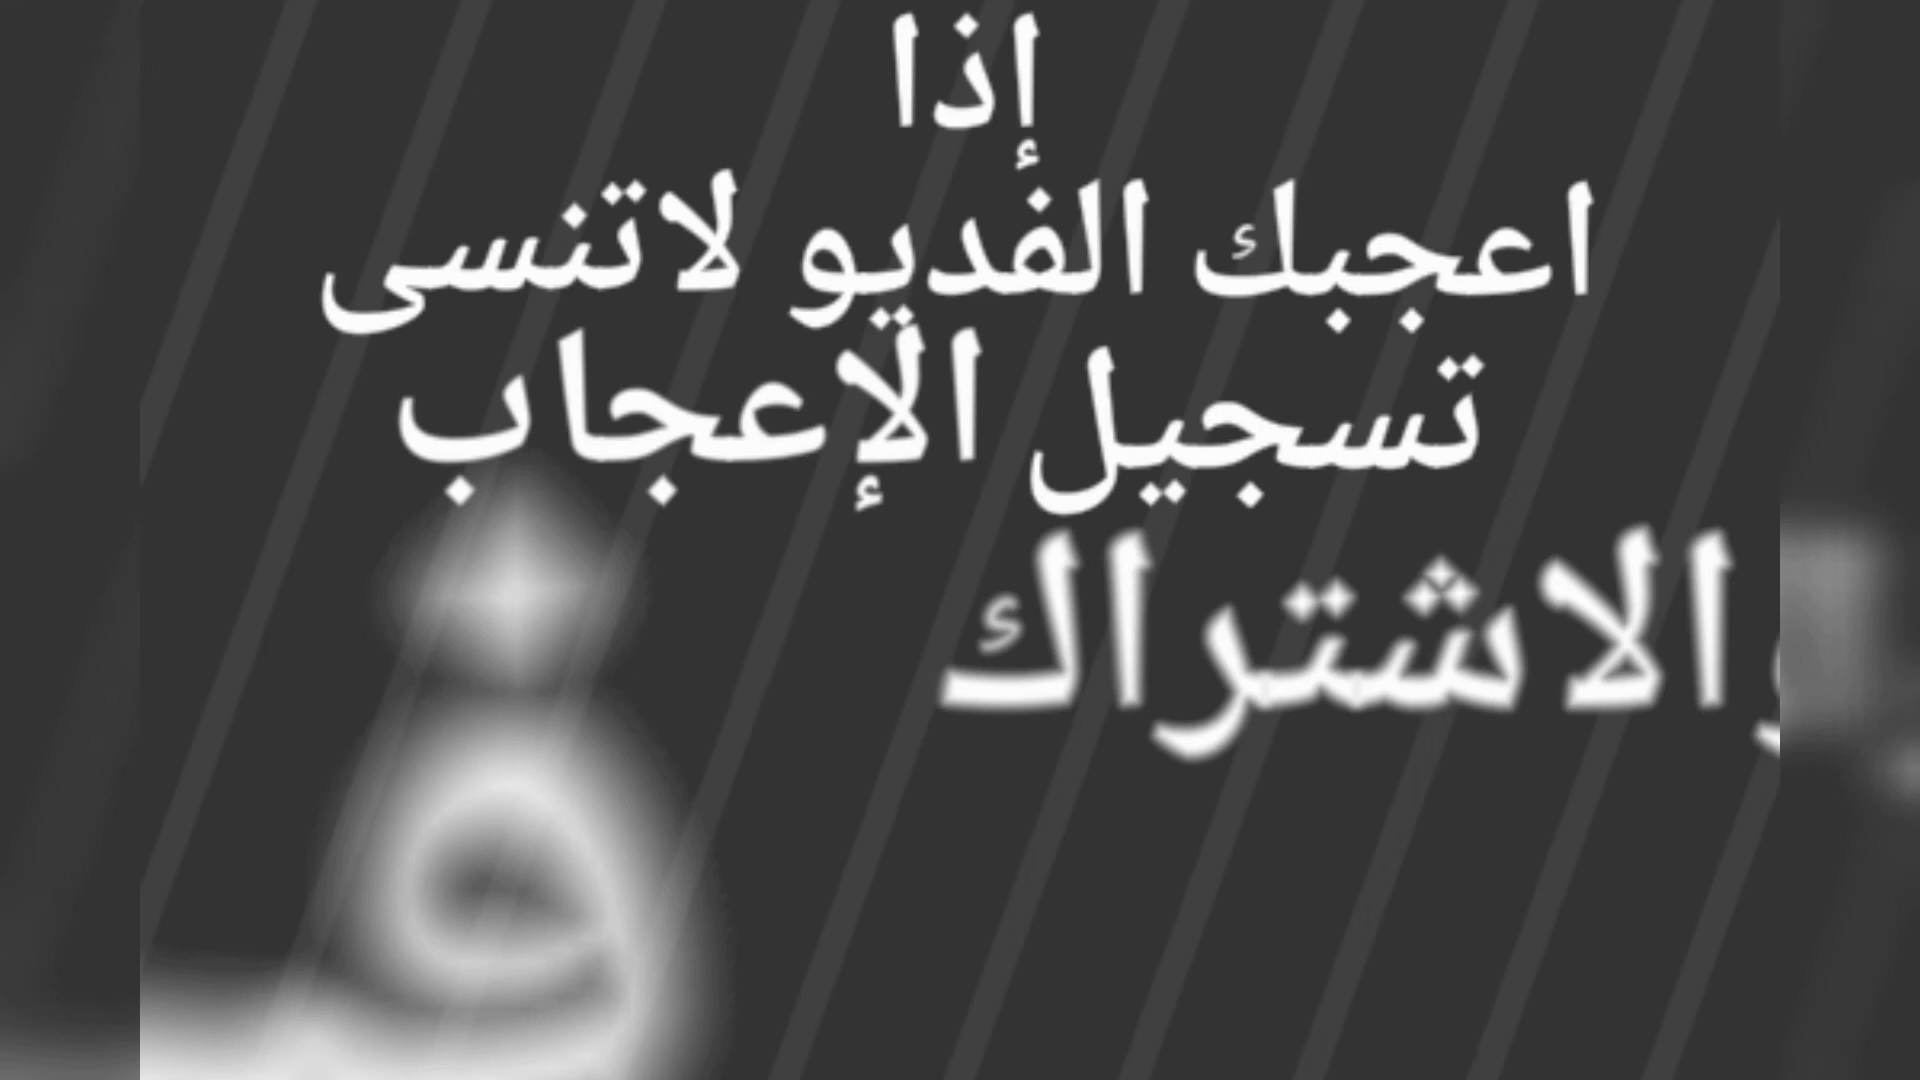 إذا
اعجبك الفديو لاتنسى
تسجيل الإعجاب
والاشتراك